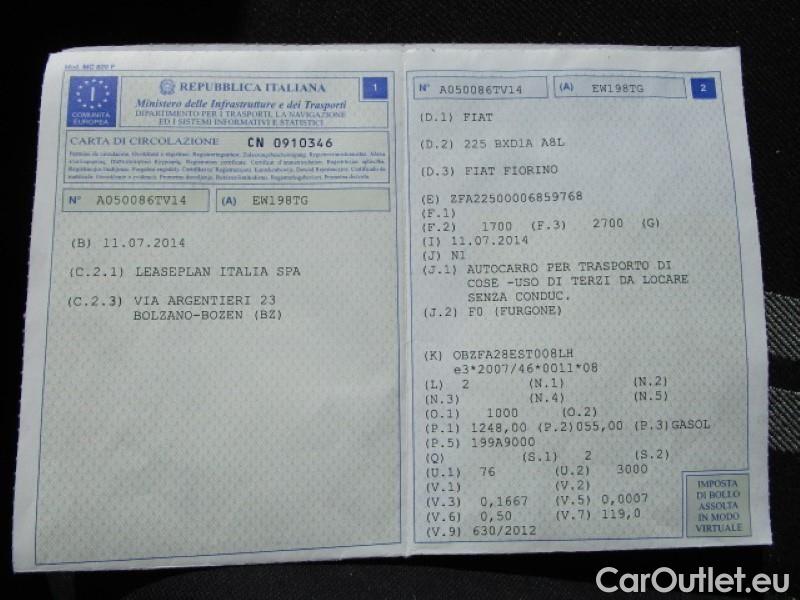 Mod. MC 820 F
REPUBBLICA ITALIANA
1
Ministero delle Infrastrutture e dei Trasporti
DIPARTIMENTO PER I TRASPORTI, LA NAVIGAZIONE
ED I SISTEMI INFORMATIVI E STATISTICI
I
COMUNITÀ
EUROPEA
CARTA DI CIRCOLAZIONE CN 0910346
N° A050086TV14 (A) EW198TG
(B) 11.07.2014
(C.2.1) LEASEPLAN ITALIA SPA
(C.2.3) VIA ARGENTIERI 23
BOLZANO-BOZEN (BZ)
N° A050086TV14 (A) EW198TG 2
(D.1) FIAT
(D.2) 225 BXD1A A8L
(D.3) FIAT FIORINO
(E) ZFA22500006859768
(F.1)
(F.2) 1700 (F.3) 2700 (G)
(I) 11.07.2014
(J) N1
(J.1) AUTOCARRO PER TRASPORTO DI
COSE -USO DI TERZI DA LOCARE
SENZA CONDUC.
(J.2) F0 (FURGONE)
(K) OBZFA28EST008LH
e3*2007/46*0011*08
(L) 2 (N.1) (N.2)
(N.3) (N.4) (N.5)
(O.1) 1000 (O.2)
(P.1) 1248,00 (P.2)055,00 (P.3)GASOL
(P.5) 199A9000
(Q) (S.1) 2 (S.2)
(U.1) 76 (U.2) 3000
(V.1) (V.2)
(V.3) 0,1667 (V.5) 0,0007
(V.6) 0,50 (V.7) 119,0
(V.9) 630/2012
IMPOSTA
DI BOLLO
ASSOLTA
IN MODO
VIRTUALE
CarOutlet.eu